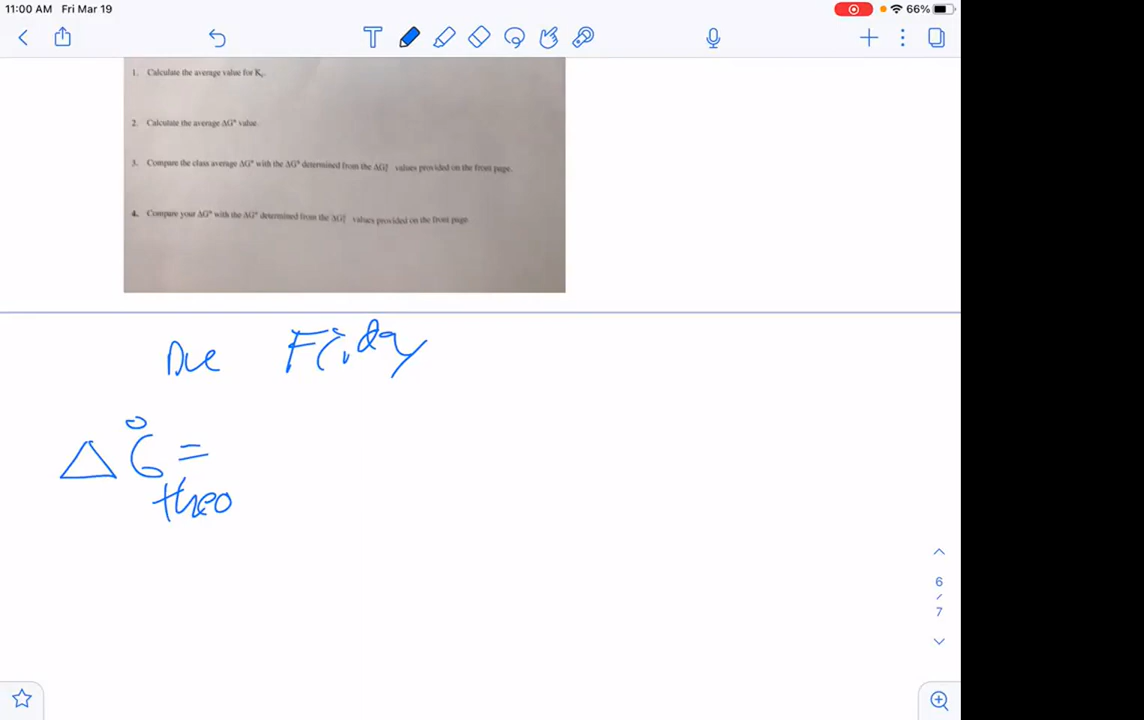 11:00 AM Fri Mar 19
66%
T
1. Calculate the average value for Kc.
2. Calculate the average ΔG° value.
3. Compare the class average ΔG° with the ΔG° determined from the ΔGf° values provided on the front page.
4. Compare your ΔG° with the ΔG° determined from the ΔGf° values provided on the front page.
Due Friday
ΔG° =
theo
6
/
7